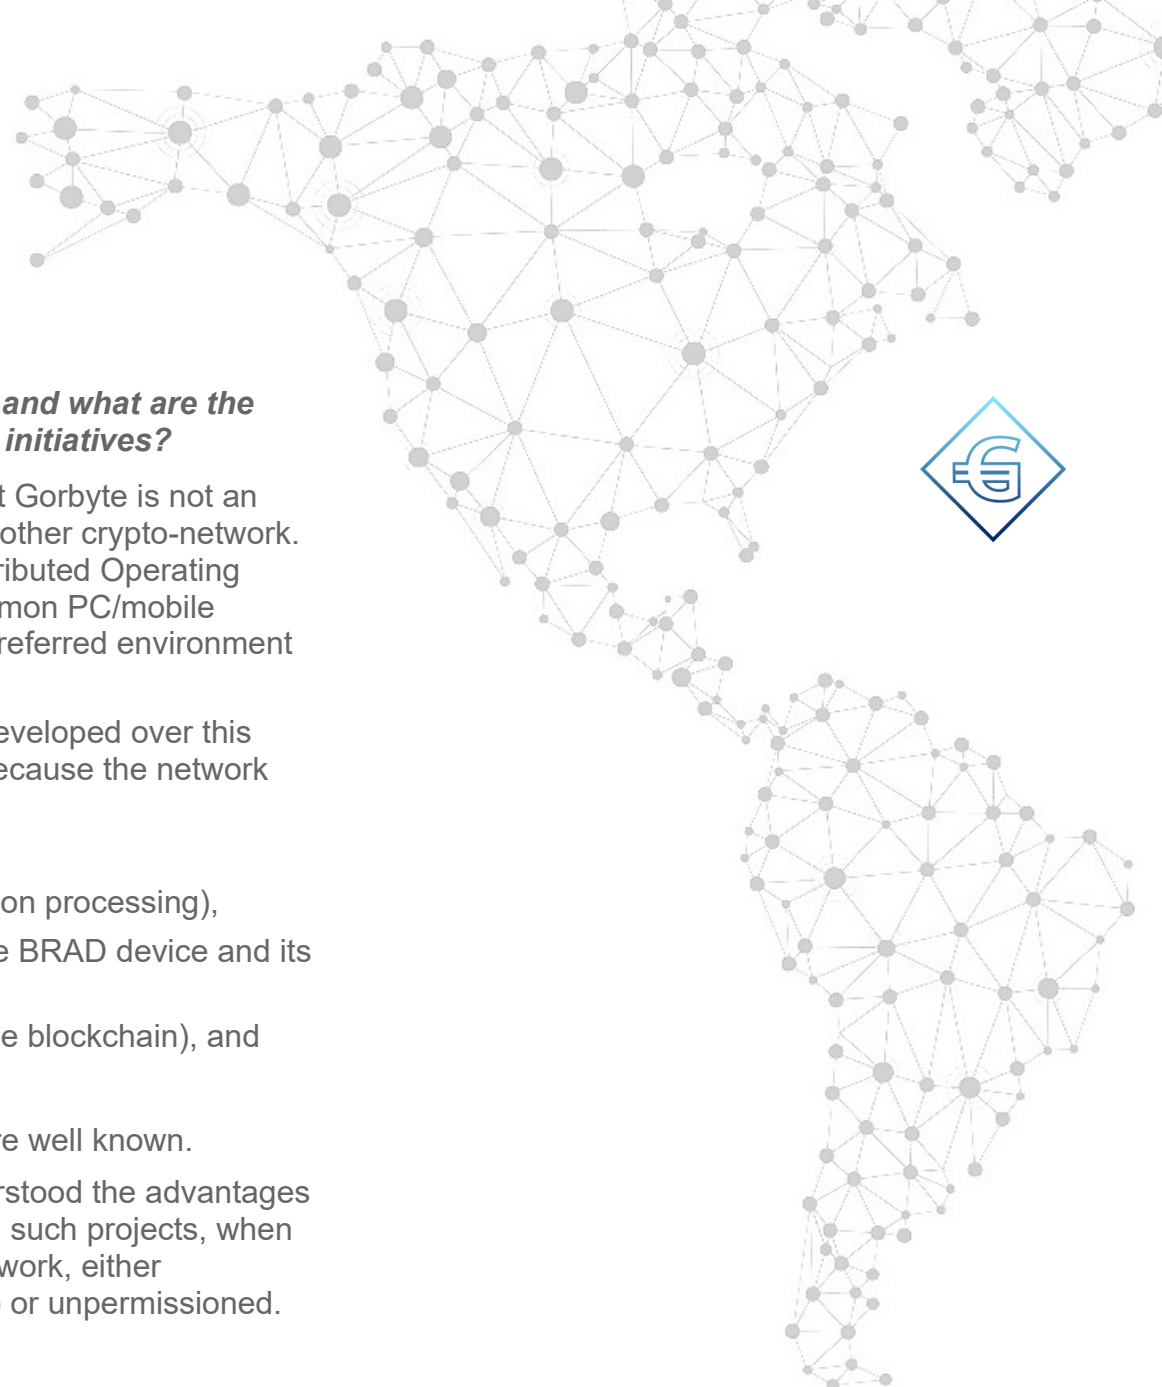 and what are the
initiatives?
t Gorbyte is not an
other crypto-network.
ributed Operating
mon PC/mobile
referred environment
eveloped over this
ecause the network
on processing),
e BRAD device and its
e blockchain), and
re well known.
rstood the advantages
such projects, when
work, either
or unpermissioned.